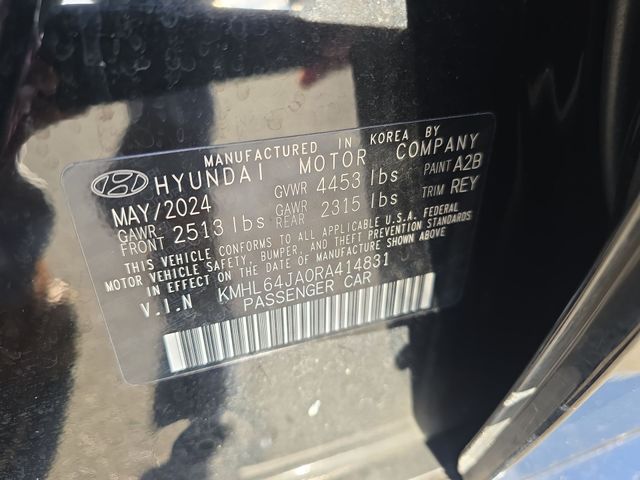 MANUFACTURED IN KOREA BY
HYUNDAI MOTOR COMPANY
MAY/2024 GVWR 4453 lbs PAINT A2B
GAWR- FRONT 2513 lbs GAWR REAR 2315 lbs TRIM REY
THIS VEHICLE CONFORMS TO ALL APPLICABLE U.S.A. FEDERAL
MOTOR VEHICLE SAFETY, BUMPER, AND THEFT PREVENTION STANDARDS
IN EFFECT ON THE DATE OF MANUFACTURE SHOWN ABOVE.
V.I.N KMHL64JA0RA414831
PASSENGER CAR